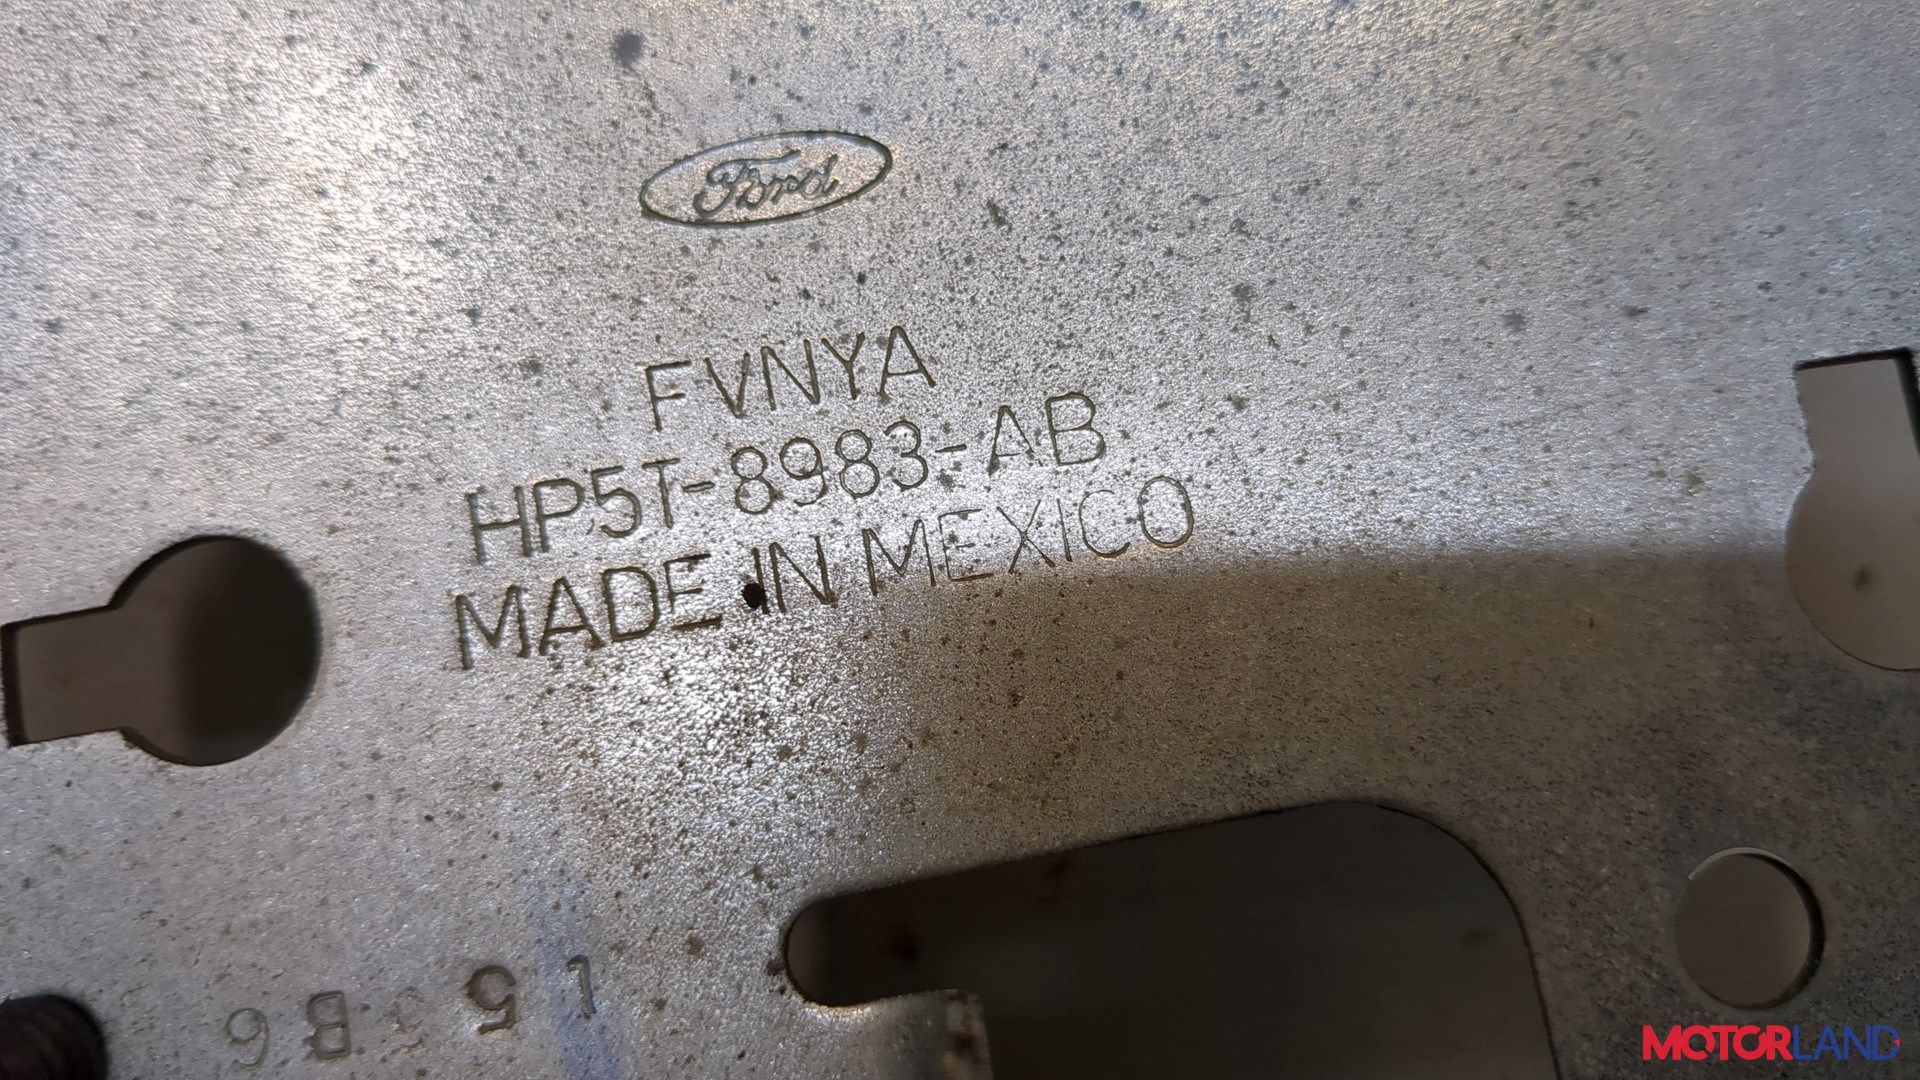 Ford
FVNYA
HP5T-8983-AB
MADE IN MEXICO
MOTORLAND